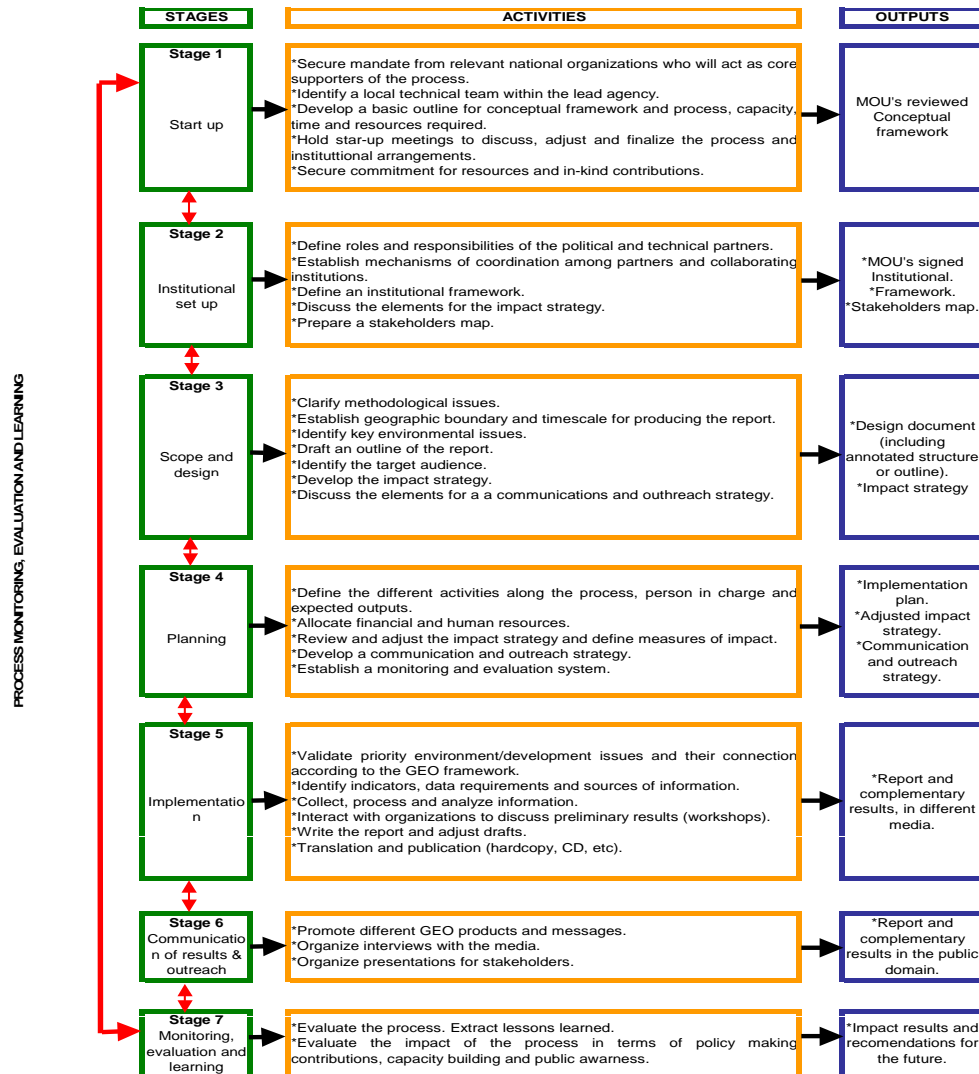 STAGES
ACTIVITIES
OUTPUTS
PROCESS MONITORING, EVALUATION AND LEARNING
Stage 1
Start up
*Secure mandate from relevant national organizations who will act as core
supporters of the process.
*Identify a local technical team within the lead agency.
*Develop a basic outline for conceptual framework and process, capacity,
time and resources required.
*Hold start-up meetings to discuss, adjust and finalize the process and
instituttional arrangements.
*Secure commitment for resources and in-kind contributions.
MOU's reviewed
Conceptual
framework
Stage 2
Institutional
set up
*Define roles and responsibilities of the political and technical partners.
*Establish mechanisms of coordination among partners and collaborating
institutions.
*Define an institutional framework.
*Discuss the elements for the impact strategy.
*Prepare a stakeholders map.
*MOU's signed
Institutional.
*Framework.
*Stakeholders map.
Stage 3
Scope and
design
*Clarify methodological issues.
*Establish geographic boundary and timescale for producing the report.
*Identify key environmental issues.
*Draft an outline of the report.
*Identify the target audience.
*Develop the impact strategy.
*Discuss the elements for a a communications and outhreach strategy.
*Design document
(including
annotated structure
or outline).
*Impact strategy
Stage 4
Planning
*Define the different activities along the process, person in charge and
expected outputs.
*Allocate financial and human resources.
*Review and adjust the impact strategy and define measures of impact.
*Develop a communication and outreach strategy.
*Establish a monitoring and evaluation system.
*Implementation
plan.
*Adjusted impact
strategy.
*Communication
and outreach
strategy.
Stage 5
Implementatio
n
*Validate priority environment/development issues and their connection
according to the GEO framework.
*Identify indicators, data requirements and sources of information.
*Collect, process and analyze information.
*Interact with organizations to discuss preliminary results (workshops).
*Write the report and adjust drafts.
*Translation and publication (hardcopy, CD, etc).
*Report and
complementary
results, in different
media.
Stage 6
Communicatio
n of results &
outreach
*Promote different GEO products and messages.
*Organize interviews with the media.
*Organize presentations for stakeholders.
*Report and
complementary
results in the public
domain.
Stage 7
Monitoring,
evaluation and
learning
*Evaluate the process. Extract lessons learned.
*Evaluate the impact of the process in terms of policy making
contributions, capacity building and public awarness.
*Impact results and
recomendations for
the future.